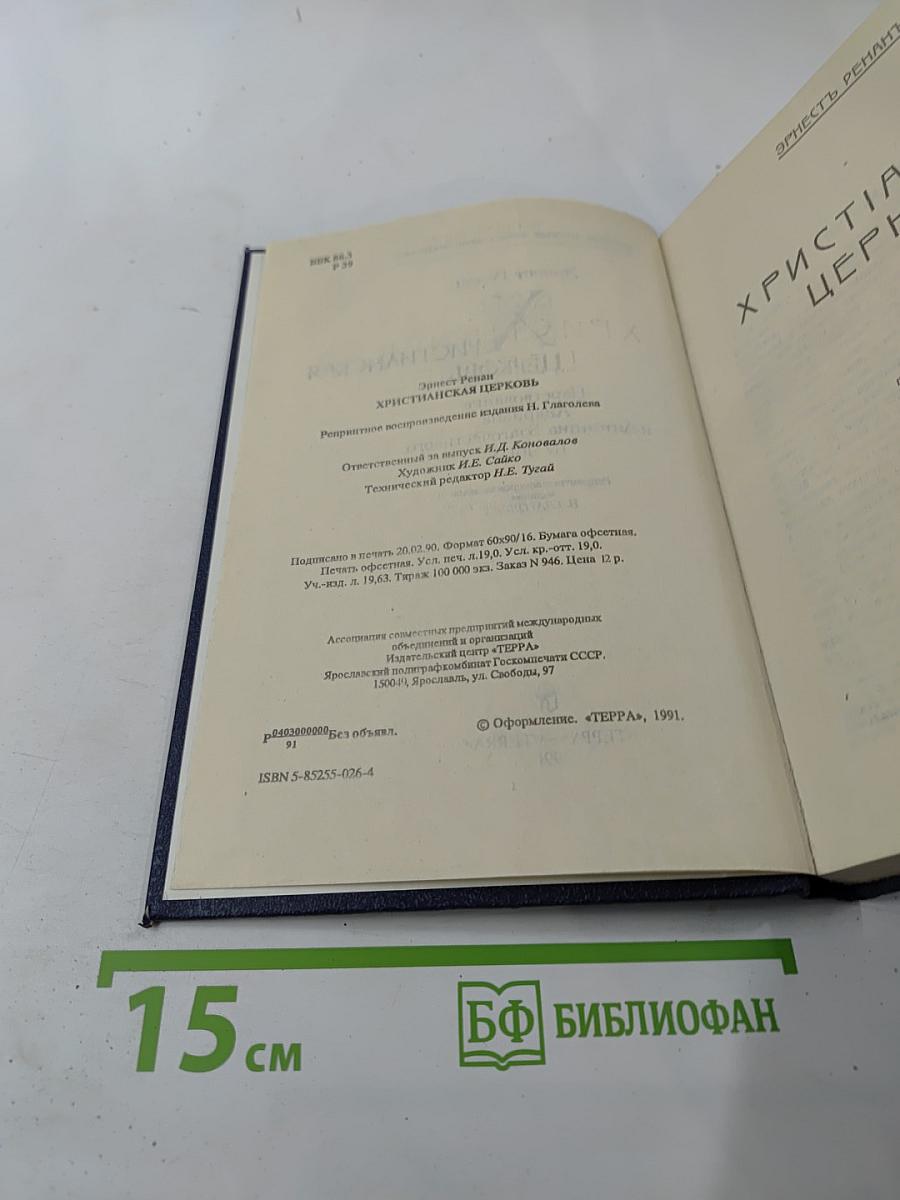 ББК 86.3
Р 39
Эрнест Ренан
ХРИСТИАНСКАЯ ЦЕРКОВЬ
Репринтное воспроизведение издания Н. Глаголева
Ответственный за выпуск И.Д. Коновалов
Художник И.Е. Сайко
Технический редактор Н.Е. Тугай
Подписано в печать 20.02.90. Формат 60х90/16. Бумага офсетная.
Печать офсетная. Усл. печ. л.19,0. Усл. кр.-отт. 19,0.
Уч.-изд. л. 19,63. Тираж 100 000 экз. Заказ N 946. Цена 12 р.
Ассоциация совместных предприятий международных
объединений и организаций
Издательский центр «ТЕРРА»
Ярославский полиграфкомбинат Госкомпечати СССР.
150049, Ярославль, ул. Свободы, 97
Р 0403000000 Без объявл.
91
© Оформление. «ТЕРРА», 1991.
ISBN 5-85255-026-4
ЭРНЕСТЪ РЕНАНЪ
15 см
БФ БИБЛИОФАН